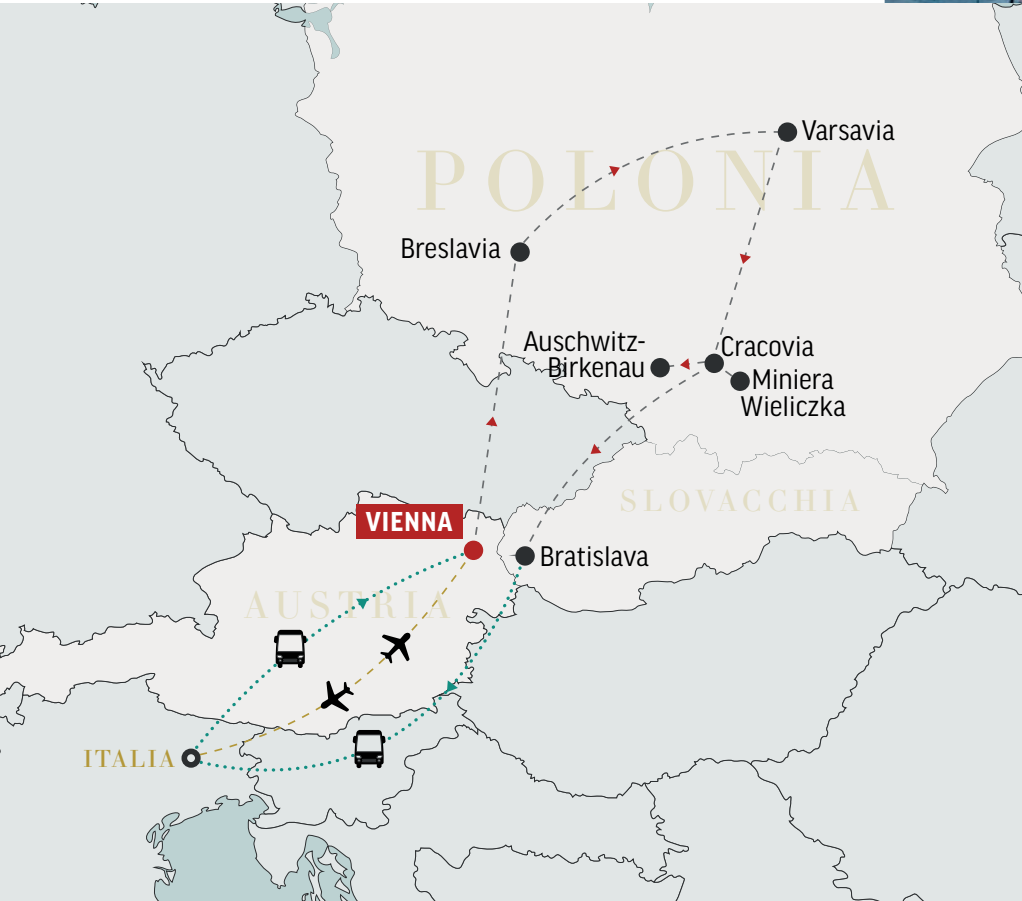 Varsavia
POLONIA
Breslavia
Auschwitz-
Birkenau
Cracovia
Miniera
Wieliczka
SLOVACCHIA
VIENNA
Bratislava
AUSTRIA
ITALIA